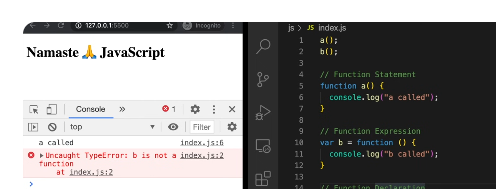 127.0.0.1:5500
Incognito
Namaste 🙏 JavaScript
Console
1
top
Filter
a called index.js:6
Uncaught TypeError: b is not a index.js:2
function
at index.js:2
js > index.js
1 a();
2 b();
3
4 // Function Statement
5 function a() {
6 console.log("a called");
7 }
8
9 // Function Expression
10 var b = function () {
11 console.log("b called");
12 }
13
14 // Function Declaration